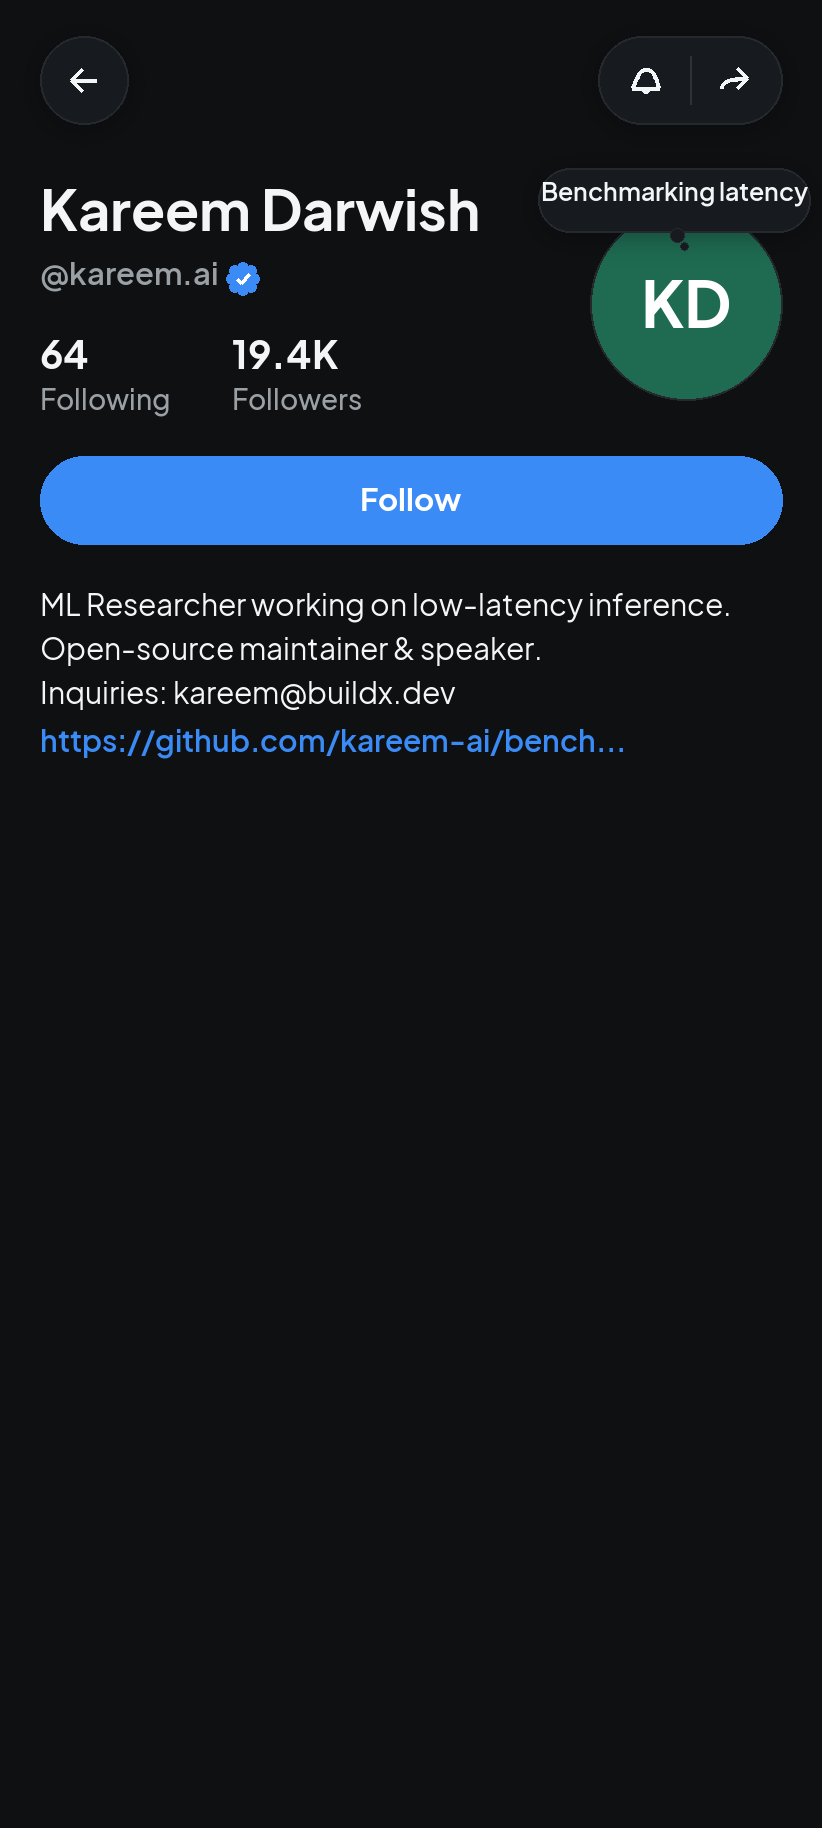 Kareem Darwish
Benchmarking latency
@kareem.ai
KD
64
Following
19.4K
Followers
Follow
ML Researcher working on low-latency inference.
Open-source maintainer & speaker.
Inquiries: kareem@buildx.dev
https://github.com/kareem-ai/bench...